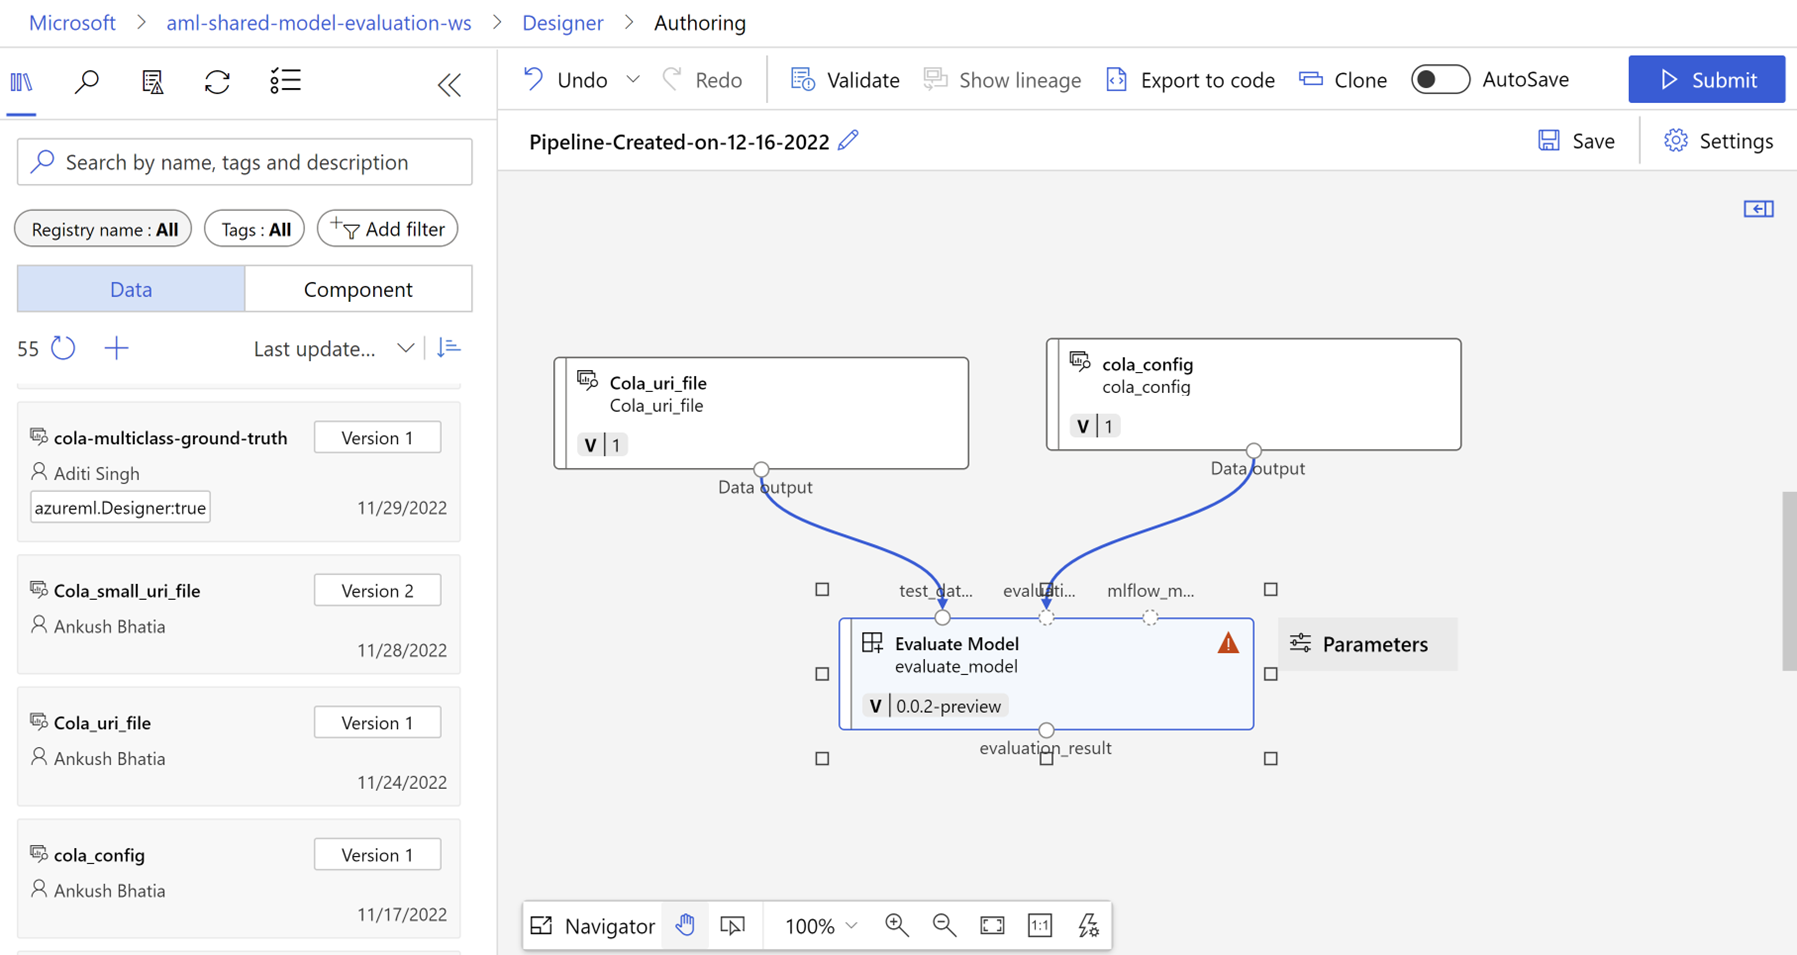 Microsoft > aml-shared-model-evaluation-ws > Designer > Authoring
Undo Redo Validate Show lineage Export to code Clone AutoSave Submit
Pipeline-Created-on-12-16-2022 Save Settings
Search by name, tags and description
Registry name : All Tags : All Add filter
Data Component
55 Last update...
cola-multiclass-ground-truth Version 1
Aditi Singh
azureml.Designer:true 11/29/2022
Cola_small_uri_file Version 2
Ankush Bhatia
11/28/2022
Cola_uri_file Version 1
Ankush Bhatia
11/24/2022
cola_config Version 1
Ankush Bhatia
11/17/2022
Cola_uri_file
Cola_uri_file
V 1
Data output
cola_config
cola_config
V 1
Data output
test_dat... evaluati... mlflow_m...
Evaluate Model
evaluate_model
V 0.0.2-preview
evaluation_result
Parameters
Navigator 100% 1:1